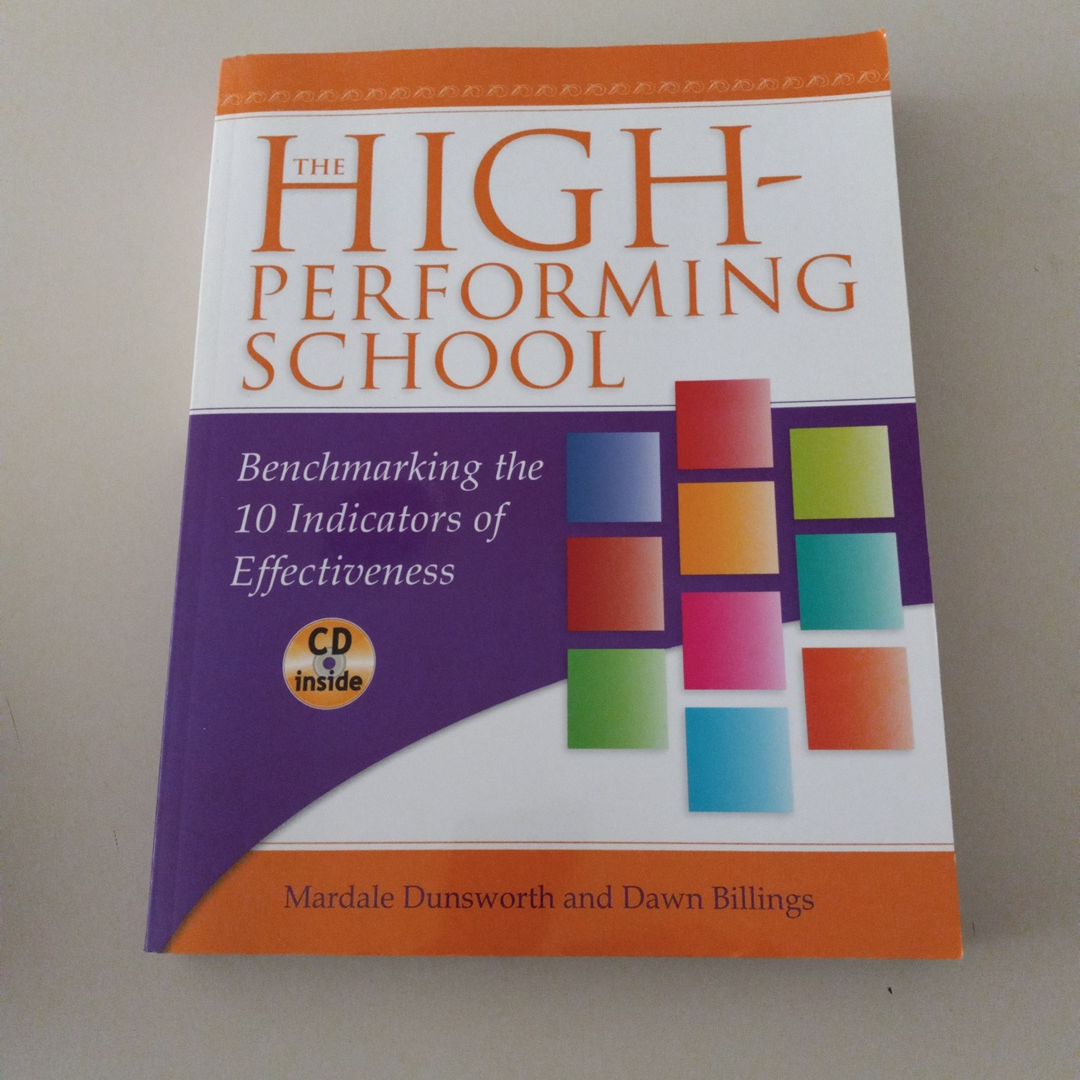 THE
HIGH-
PERFORMING
SCHOOL
Benchmarking the
10 Indicators of
Effectiveness
CD
inside
Mardale Dunsworth and Dawn Billings